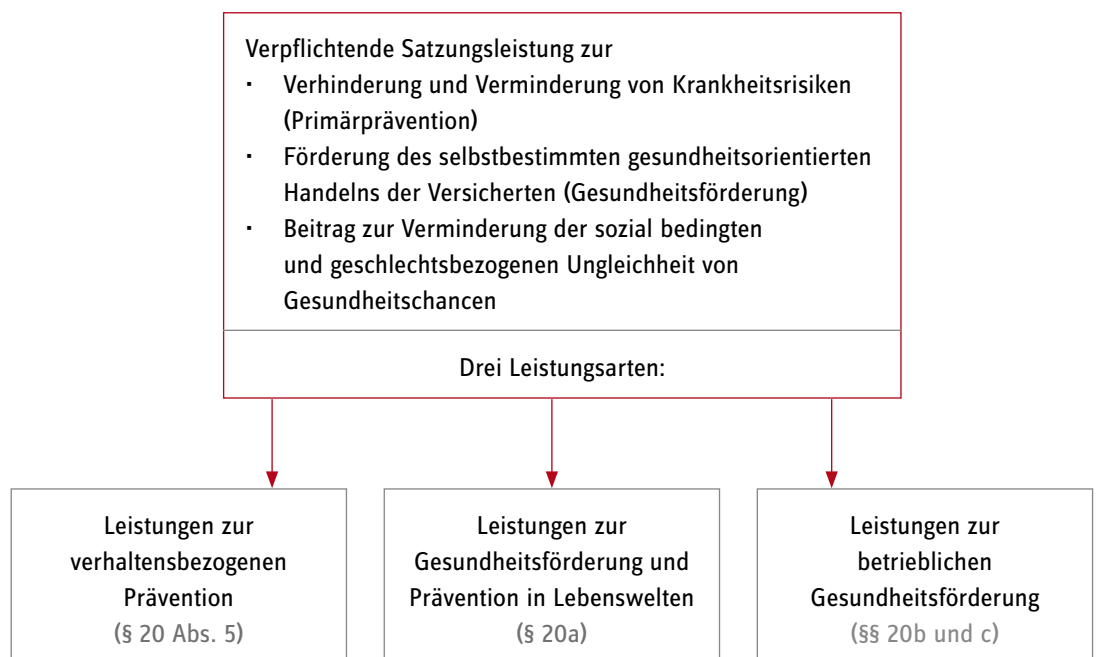 Verpflichtende Satzungsleistung zur
· Verhinderung und Verminderung von Krankheitsrisiken
(Primärprävention)
· Förderung des selbstbestimmten gesundheitsorientierten
Handelns der Versicherten (Gesundheitsförderung)
· Beitrag zur Verminderung der sozial bedingten
und geschlechtsbezogenen Ungleichheit von
Gesundheitschancen
Drei Leistungsarten:
Leistungen zur
verhaltensbezogenen
Prävention
(§ 20 Abs. 5)
Leistungen zur
Gesundheitsförderung und
Prävention in Lebenswelten
(§ 20a)
Leistungen zur
betrieblichen
Gesundheitsförderung
(§§ 20b und c)